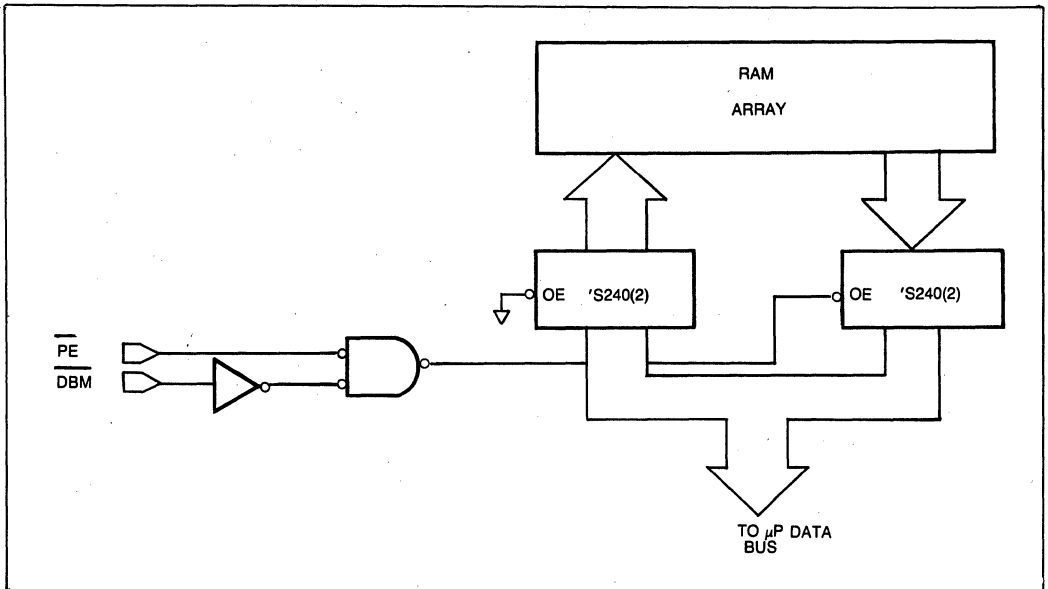 RAM
ARRAY
OE 'S240(2)
OE 'S240(2)
PE
DBM
TO μP DATA
BUS